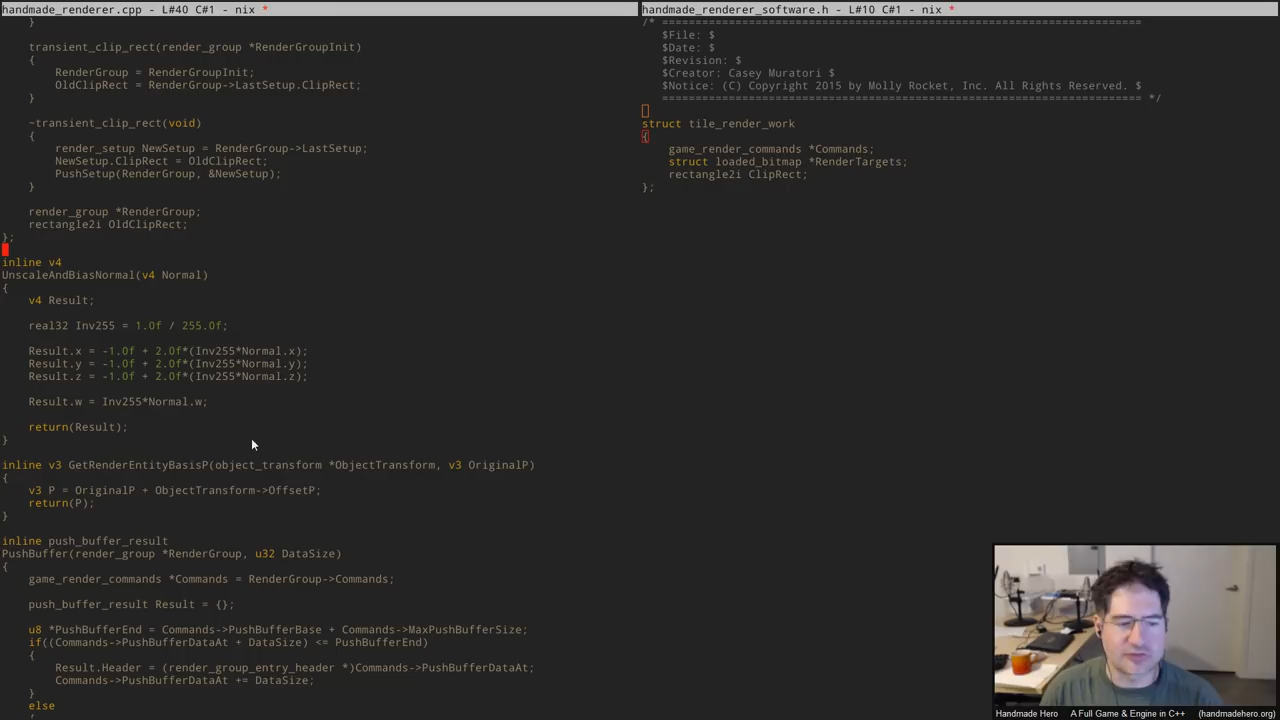 handmade_renderer.cpp - L#40 C#1 - nix *
}
transient_clip_rect(render_group *RenderGroupInit)
{
RenderGroup = RenderGroupInit;
OldClipRect = RenderGroup->LastSetup.ClipRect;
}
~transient_clip_rect(void)
{
render_setup NewSetup = RenderGroup->LastSetup;
NewSetup.ClipRect = OldClipRect;
PushSetup(RenderGroup, &NewSetup);
}
render_group *RenderGroup;
rectangle2i OldClipRect;
};
inline v4
UnscaleAndBiasNormal(v4 Normal)
{
v4 Result;
real32 Inv255 = 1.0f / 255.0f;
Result.x = -1.0f + 2.0f*(Inv255*Normal.x);
Result.y = -1.0f + 2.0f*(Inv255*Normal.y);
Result.z = -1.0f + 2.0f*(Inv255*Normal.z);
Result.w = Inv255*Normal.w;
return(Result);
}
inline v3 GetRenderEntityBasisP(object_transform *ObjectTransform, v3 OriginalP)
{
v3 P = OriginalP + ObjectTransform->OffsetP;
return(P);
}
inline push_buffer_result
PushBuffer(render_group *RenderGroup, u32 DataSize)
{
game_render_commands *Commands = RenderGroup->Commands;
push_buffer_result Result = {};
u8 *PushBufferEnd = Commands->PushBufferBase + Commands->MaxPushBufferSize;
if((Commands->PushBufferDataAt + DataSize) <= PushBufferEnd)
{
Result.Header = (render_group_entry_header *)Commands->PushBufferDataAt;
Commands->PushBufferDataAt += DataSize;
}
else
{
handmade_renderer_software.h - L#10 C#1 - nix *
/* ========================================================================
$File: $
$Date: $
$Revision: $
$Creator: Casey Muratori $
$Notice: (C) Copyright 2015 by Molly Rocket, Inc. All Rights Reserved. $
======================================================================== */
struct tile_render_work
{
game_render_commands *Commands;
struct loaded_bitmap *RenderTargets;
rectangle2i ClipRect;
};
Handmade Hero A Full Game & Engine in C++ (handmadehero.org)